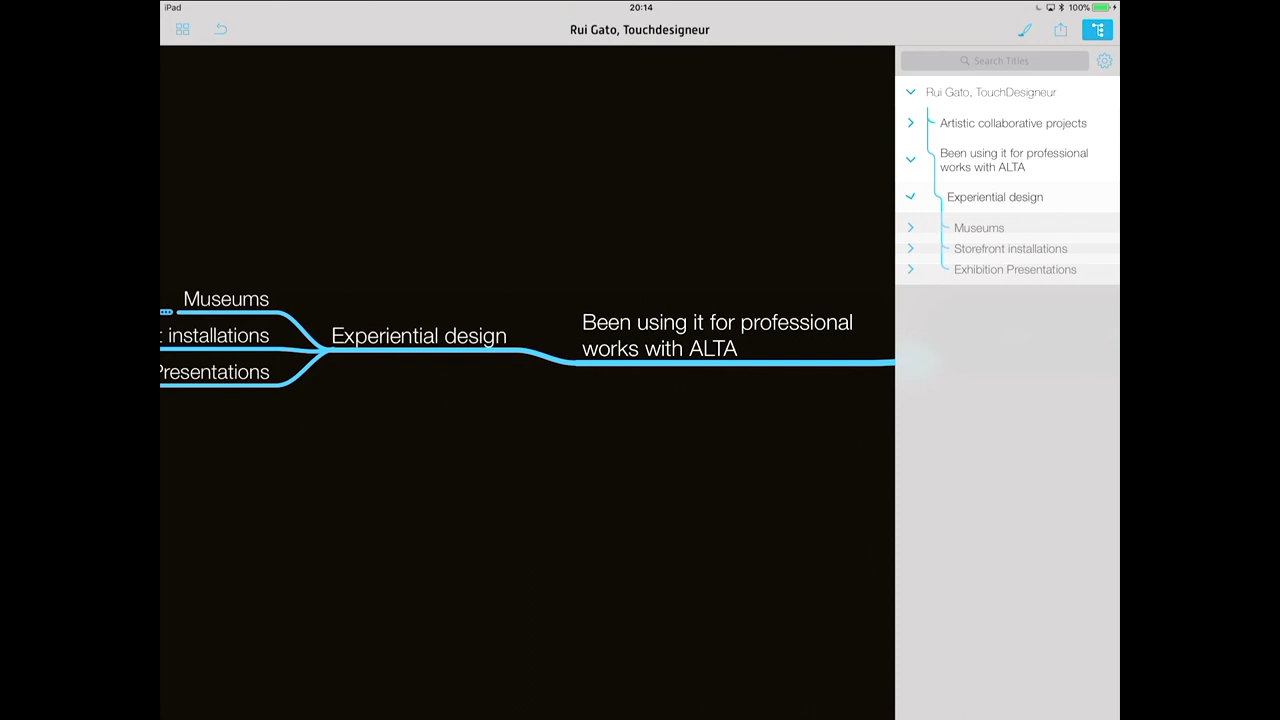 iPad
20:14
100%
Rui Gato, Touchdesigneur
Search Titles
Rui Gato, TouchDesigneur
Artistic collaborative projects
Been using it for professional
works with ALTA
Experiential design
Museums
Storefront installations
Exhibition Presentations
Museums
installations
Presentations
Experiential design
Been using it for professional
works with ALTA